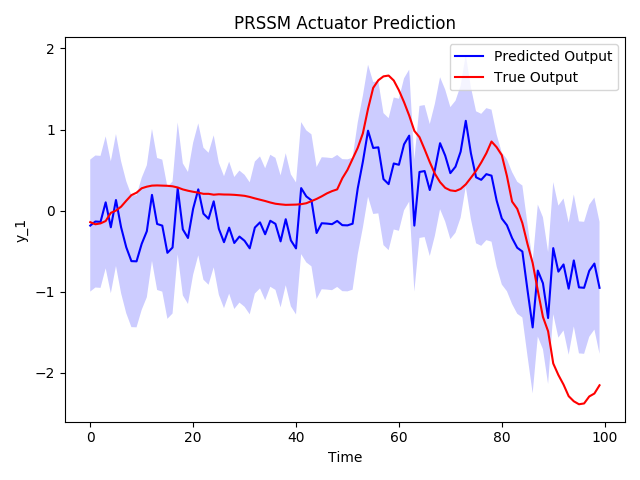 PRSSM Actuator Prediction
Predicted Output
True Output
y_1
2
1
0
−1
−2
0 20 40 60 80 100
Time